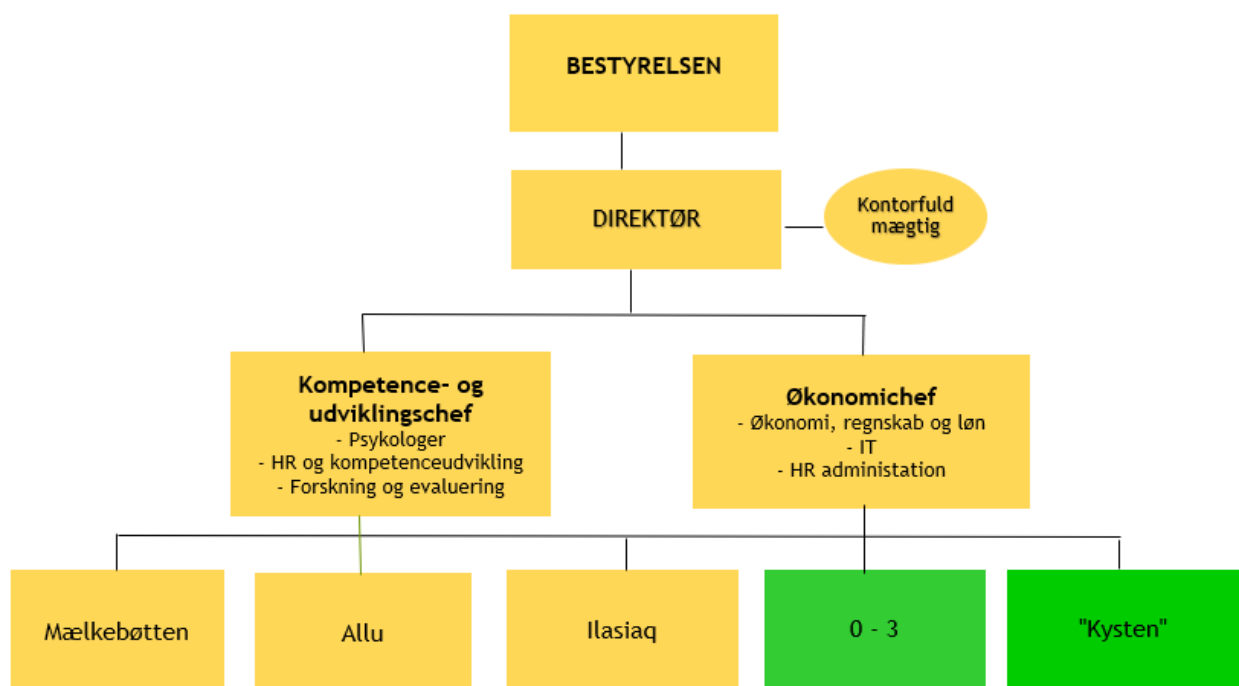 BESTYRELSEN
DIREKTØR
Kontorfuld
mægtig
Kompetence- og
udviklingschef
- Psykologer
- HR og kompetenceudvikling
- Forskning og evaluering
Økonomichef
- Økonomi, regnskab og løn
- IT
- HR administation
Mælkebøtten
Allu
Ilasiaq
0 - 3
"Kysten"